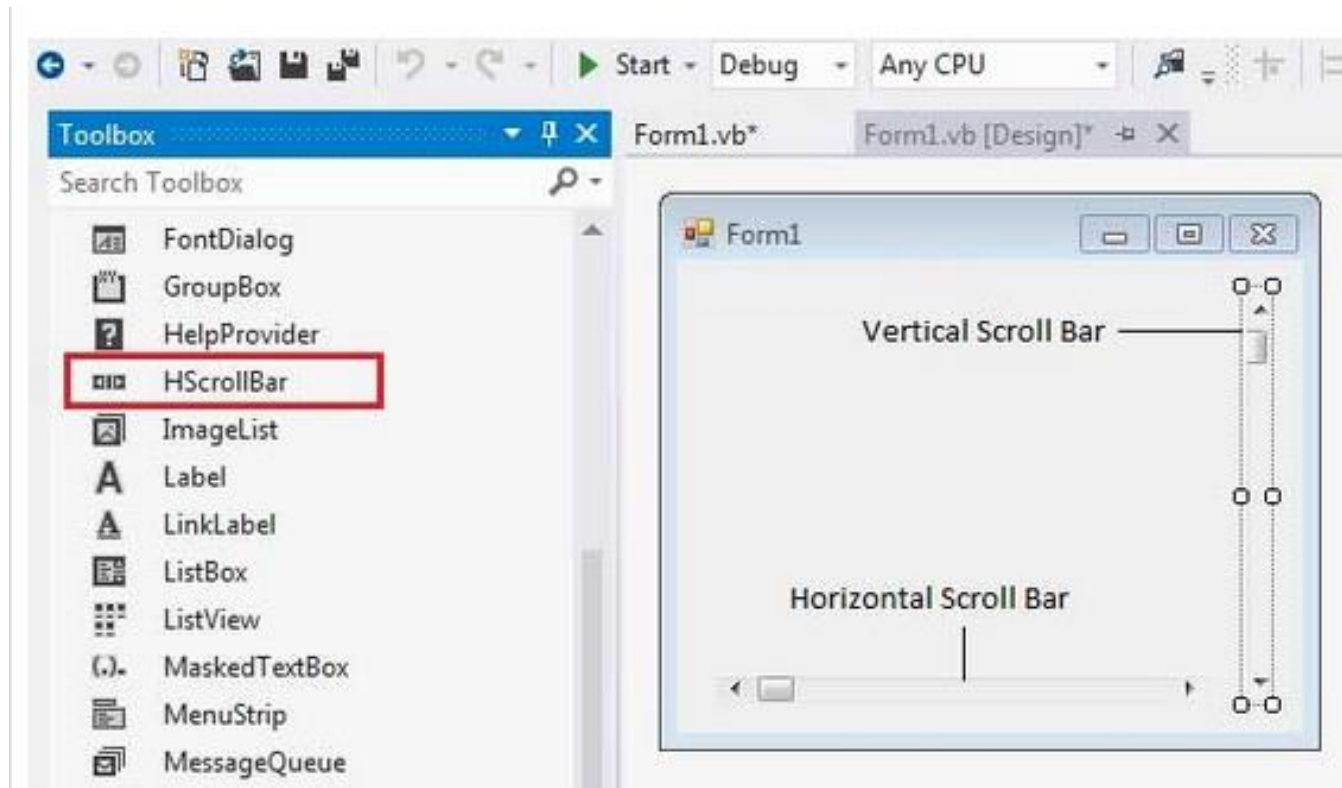 Start Debug Any CPU
Toolbox
Form1.vb*
Form1.vb [Design]*
Search Toolbox
FontDialog
GroupBox
HelpProvider
HScrollBar
ImageList
Label
LinkLabel
ListBox
ListView
MaskedTextBox
MenuStrip
MessageQueue
Form1
Vertical Scroll Bar
Horizontal Scroll Bar